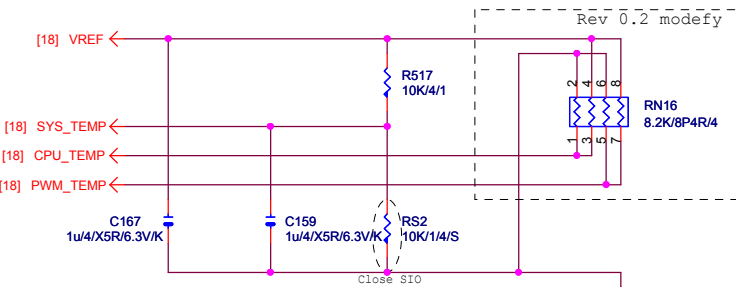 Rev 0.2 modefy
[18] VREF
R517
10K/4/1
2 4 6 8
RN16
8.2K/8P4R/4
[18] SYS_TEMP
1 3 5 7
[18] CPU_TEMP
[18] PWM_TEMP
C167
1u/4/X5R/6.3V/K
C159
1u/4/X5R/6.3V/K
RS2
10K/1/4/S
Close SIO